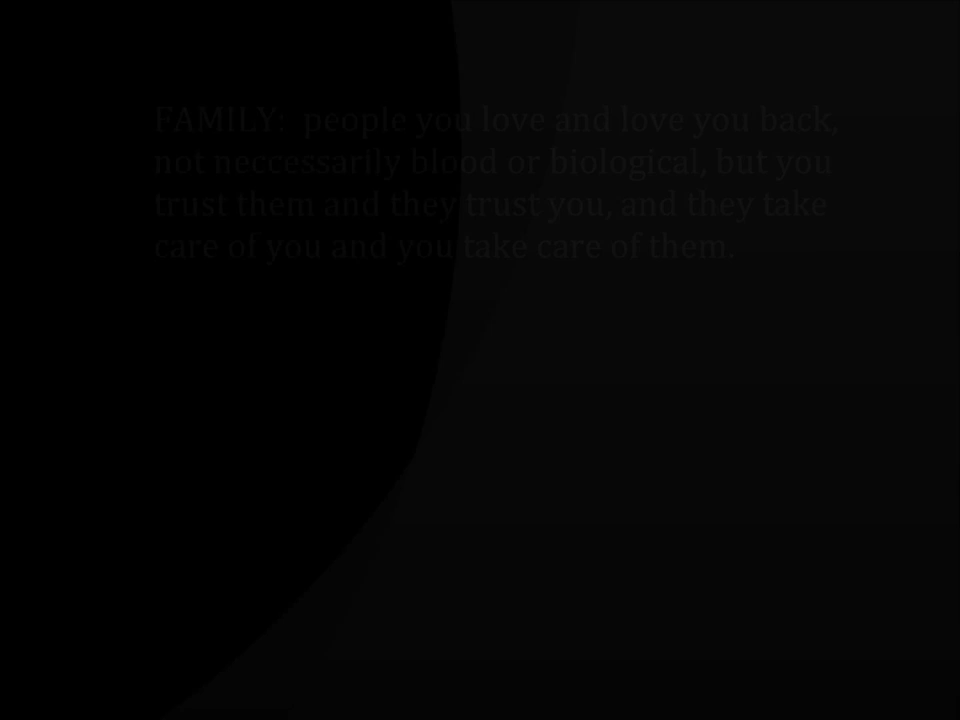 FAMILY:  people you love and love you back,
not neccessarily blood or biological, but you
trust them and they trust you, and they take
care of you and you take care of them.